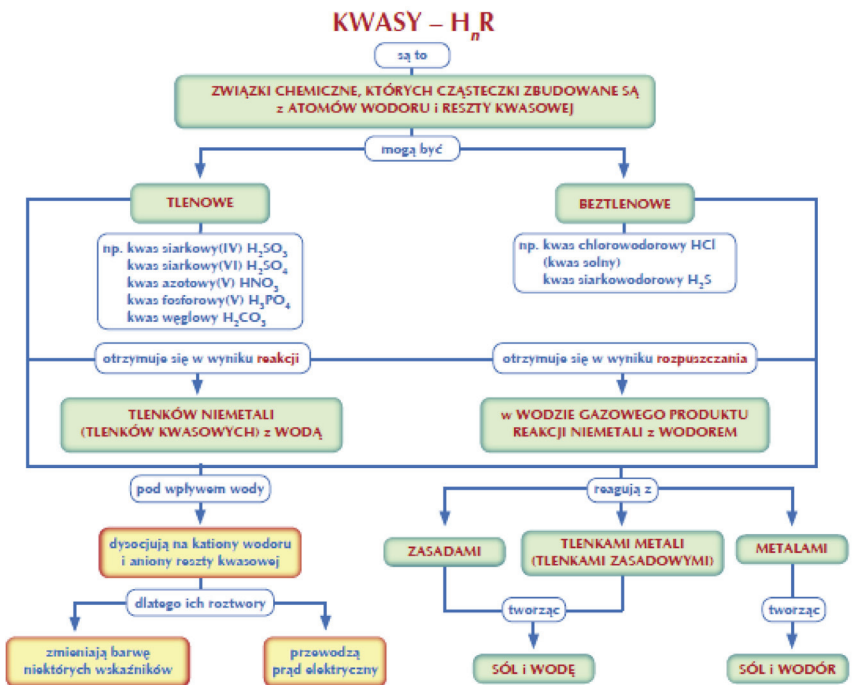 KWASY – HₙR
są to
ZWIĄZKI CHEMICZNE, KTÓRYCH CZĄSTECZKI ZBUDOWANE SĄ
z ATOMÓW WODORU i RESZTY KWASOWEJ
mogą być
TLENOWE
np. kwas siarkowy(IV) H₂SO₃
kwas siarkowy(VI) H₂SO₄
kwas azotowy(V) HNO₃
kwas fosforowy(V) H₃PO₄
kwas węglowy H₂CO₃
BEZTLENOWE
np. kwas chlorowodorowy HCl
(kwas solny)
kwas siarkowodorowy H₂S
otrzymuje się w wyniku reakcji
TLENKÓW NIEMETALI
(TLENKÓW KWASOWYCH) z WODĄ
otrzymuje się w wyniku rozpuszczania
w WODZIE GAZOWEGO PRODUKTU
REAKCJI NIEMETALI z WODOREM
pod wpływem wody
dysocjują na kationy wodoru
i aniony reszty kwasowej
dlatego ich roztwory
zmieniają barwę
niektórych wskaźników
przewodzą
prąd elektryczny
reagują z
ZASADAMI
TLENKAMI METALI
(TLENKAMI ZASADOWYMI)
METALAMI
tworząc
SÓL i WODĘ
tworząc
SÓL i WODÓR